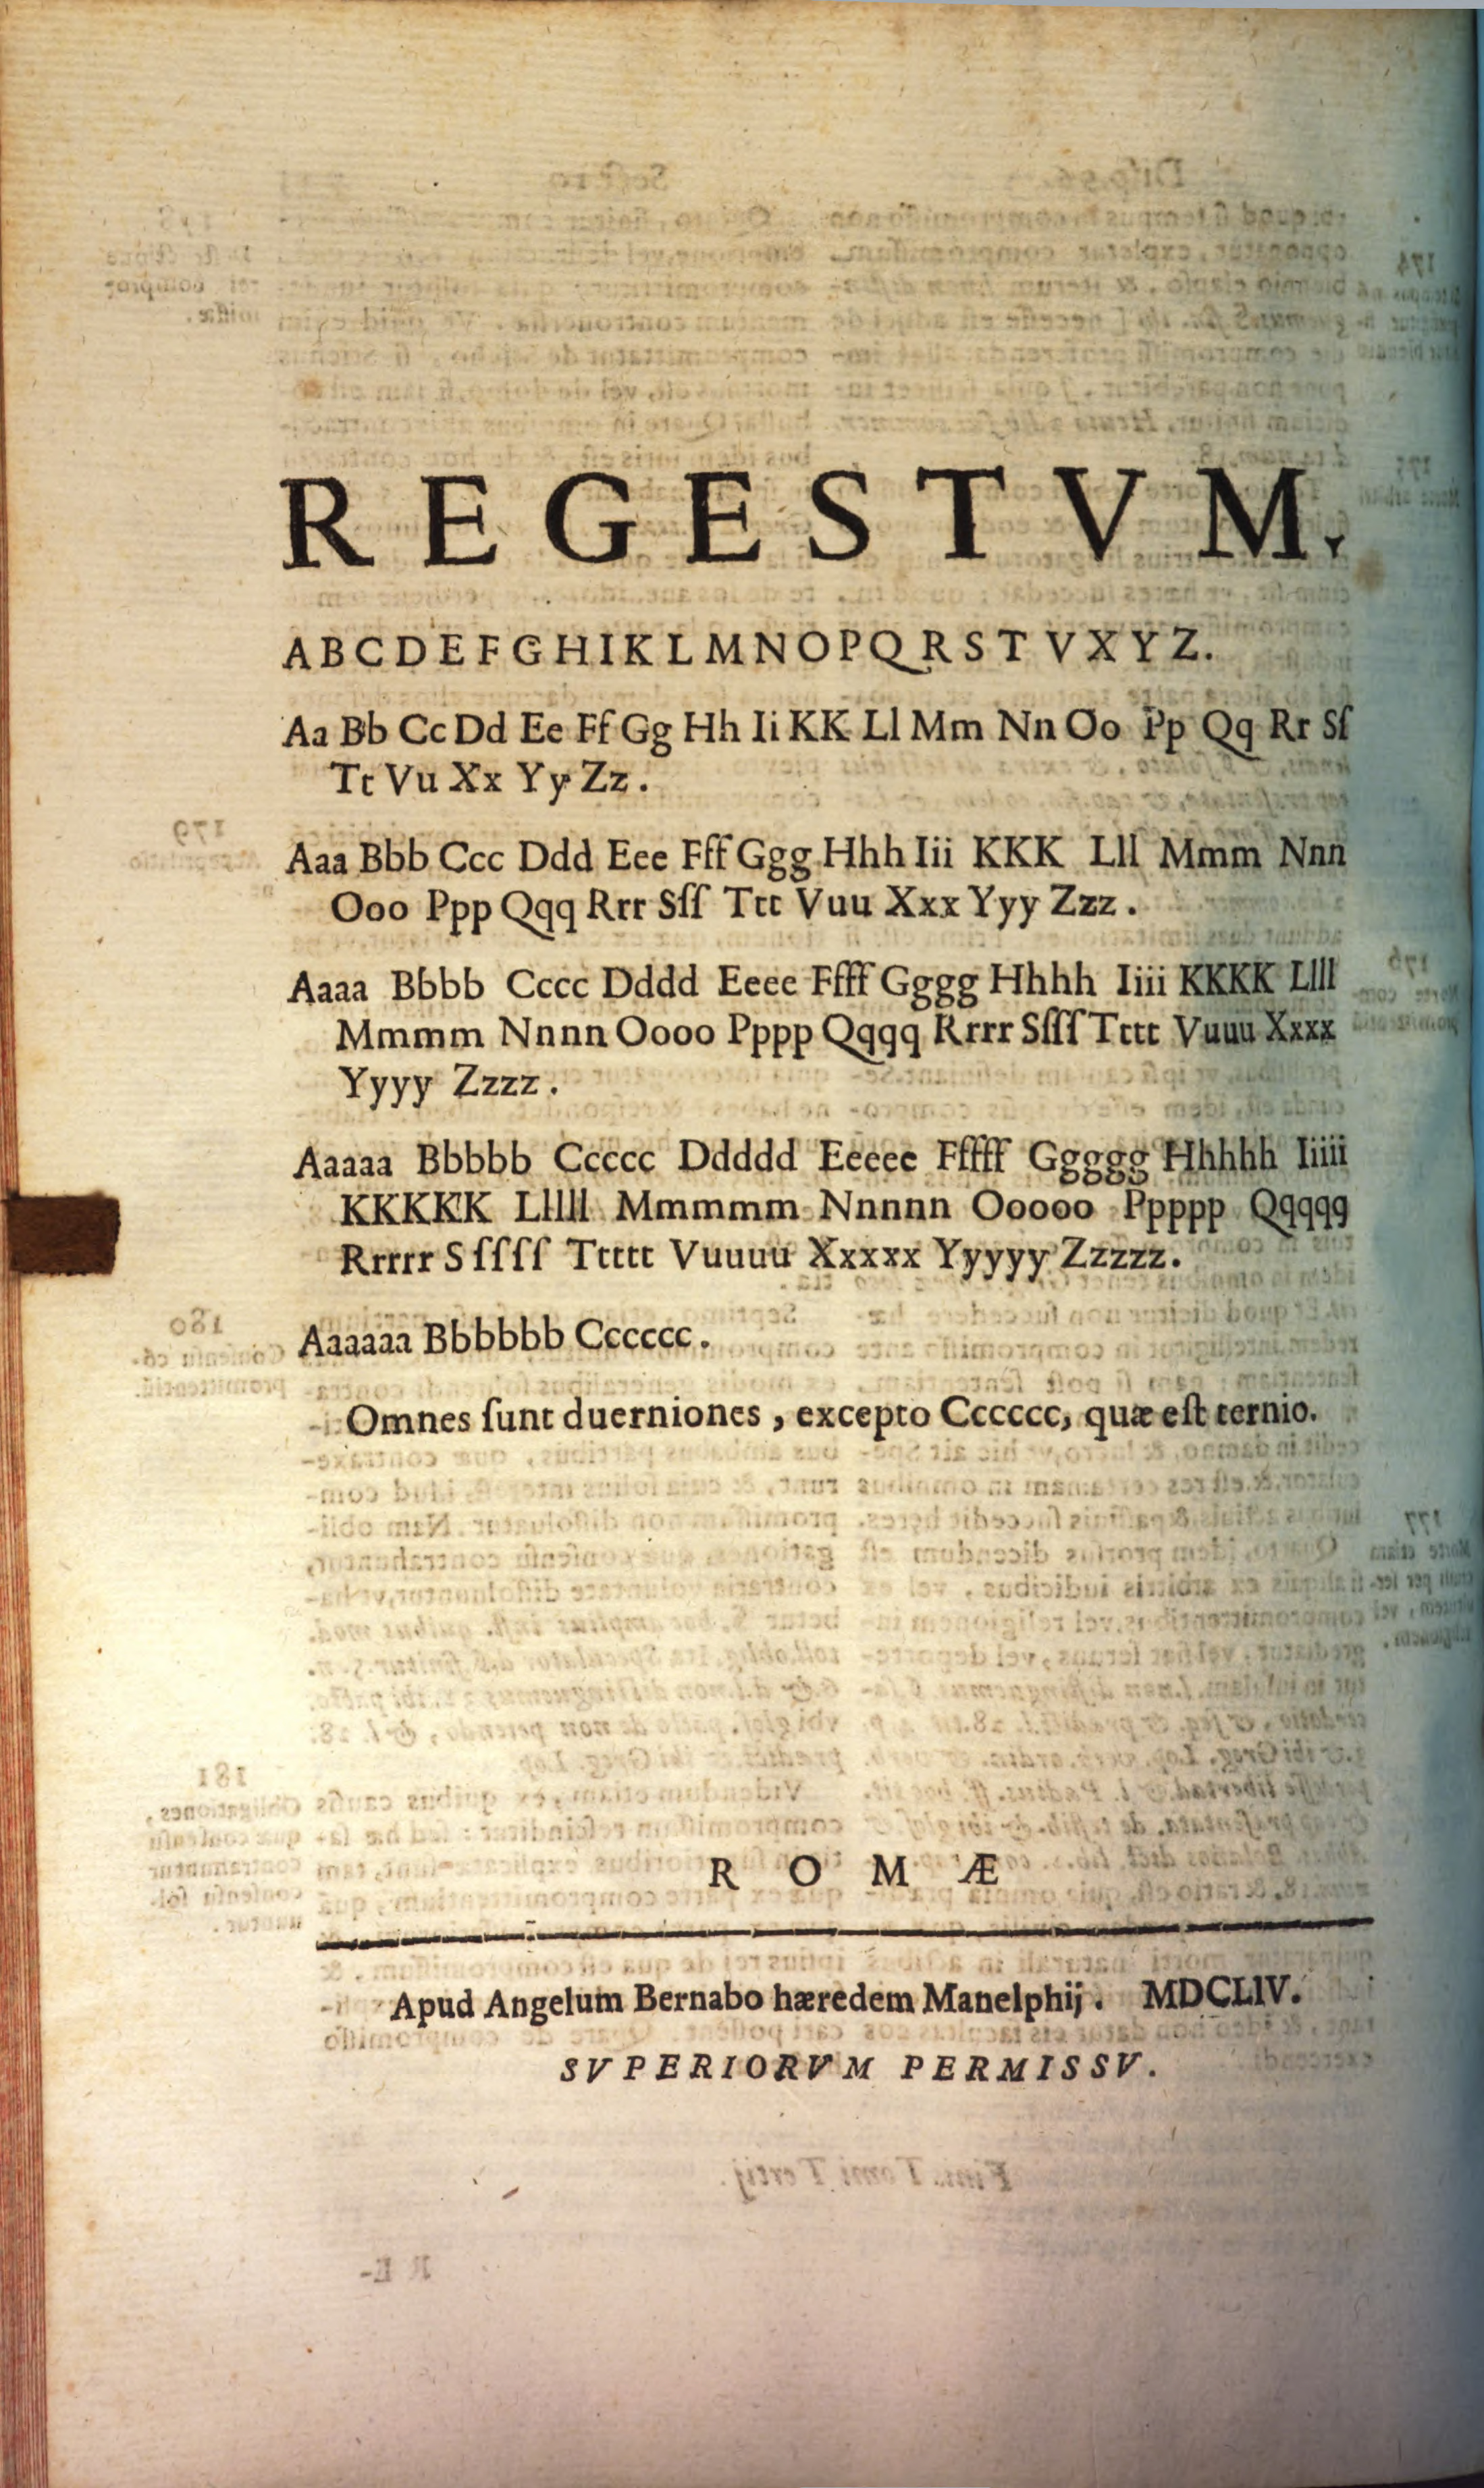 REGESTVM.
ABCDEFGHIKLMNOPQRSTVXYZ.
Aa Bb Cc Dd Ee Ff Gg Hh Ii KK Ll Mm Nn Oo Pp Qq Rr Sſ
Tt Vu Xx Yy Zz.
Aaa Bbb Ccc Ddd Eee Fff Ggg Hhh Iii KKK Lll Mmm Nnn
Ooo Ppp Qqq Rrr Sſſ Ttt Vuu Xxx Yyy Zzz.
Aaaa Bbbb Cccc Dddd Eeee Ffff Gggg Hhhh Iiii KKKK Llll
Mmmm Nnnn Oooo Pppp Qqqq Rrrr Sſſſ Tttt Vuuu Xxxx
Yyyy Zzzz.
Aaaaa Bbbbb Ccccc Ddddd Eeeee Fffff Ggggg Hhhhh Iiiii
KKKKK Lllll Mmmmm Nnnnn Ooooo Ppppp Qqqqq
Rrrrr Sſſſſ Ttttt Vuuuu Xxxxx Yyyyy Zzzzz.
Aaaaaa Bbbbbb Cccccc.
Omnes ſunt duerniones, excepto Cccccc, quæ eſt ternio.
ROMÆ
Apud Angelum Bernabo hæredem Manelphij. MDCLIV.
SVPERIORVM PERMISSV.